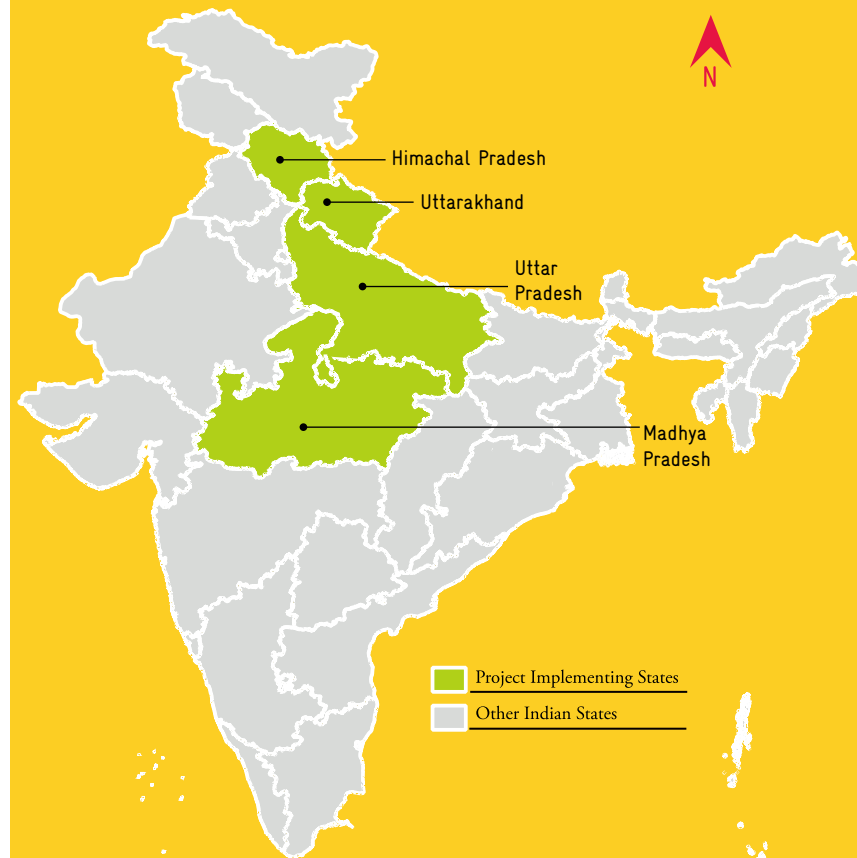 N
Himachal Pradesh
Uttarakhand
Uttar
Pradesh
Madhya
Pradesh
Project Implementing States
Other Indian States